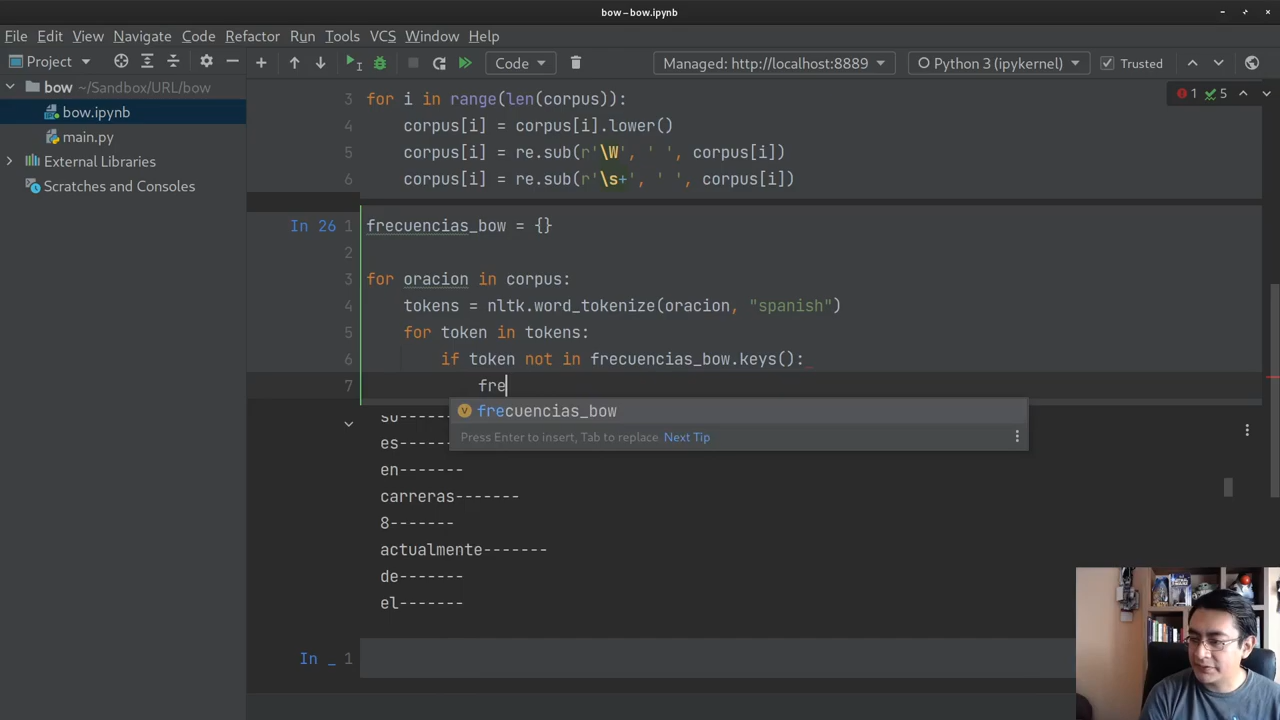 bow – bow.ipynb
File Edit View Navigate Code Refactor Run Tools VCS Window Help
Project Code Managed: http://localhost:8889 Python 3 (ipykernel) Trusted
bow ~/Sandbox/URL/bow
bow.ipynb
main.py
External Libraries
Scratches and Consoles
1 5
3 for i in range(len(corpus)):
4 corpus[i] = corpus[i].lower()
5 corpus[i] = re.sub(r'\W', ' ', corpus[i])
6 corpus[i] = re.sub(r'\s+', ' ', corpus[i])
In 26 1 frecuencias_bow = {}
2
3 for oracion in corpus:
4 tokens = nltk.word_tokenize(oracion, "spanish")
5 for token in tokens:
6 if token not in frecuencias_bow.keys():
7 fre
frecuencias_bow
Press Enter to insert, Tab to replace Next Tip
es-------
en-------
carreras-------
8-------
actualmente-------
de-------
el-------
In _ 1